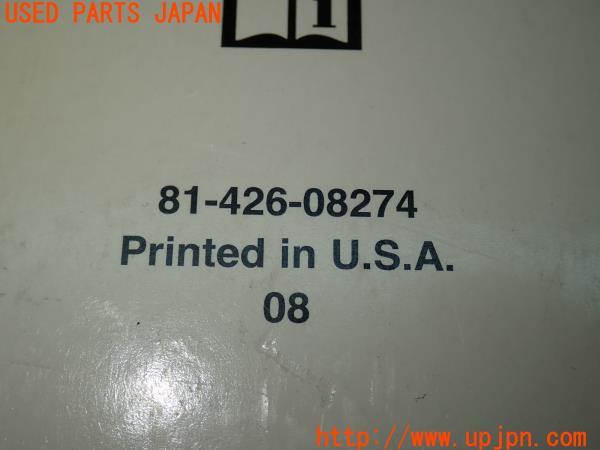 USED PARTS JAPAN
i
81-426-08274
Printed in U.S.A.
08
http://www.upjpn.com